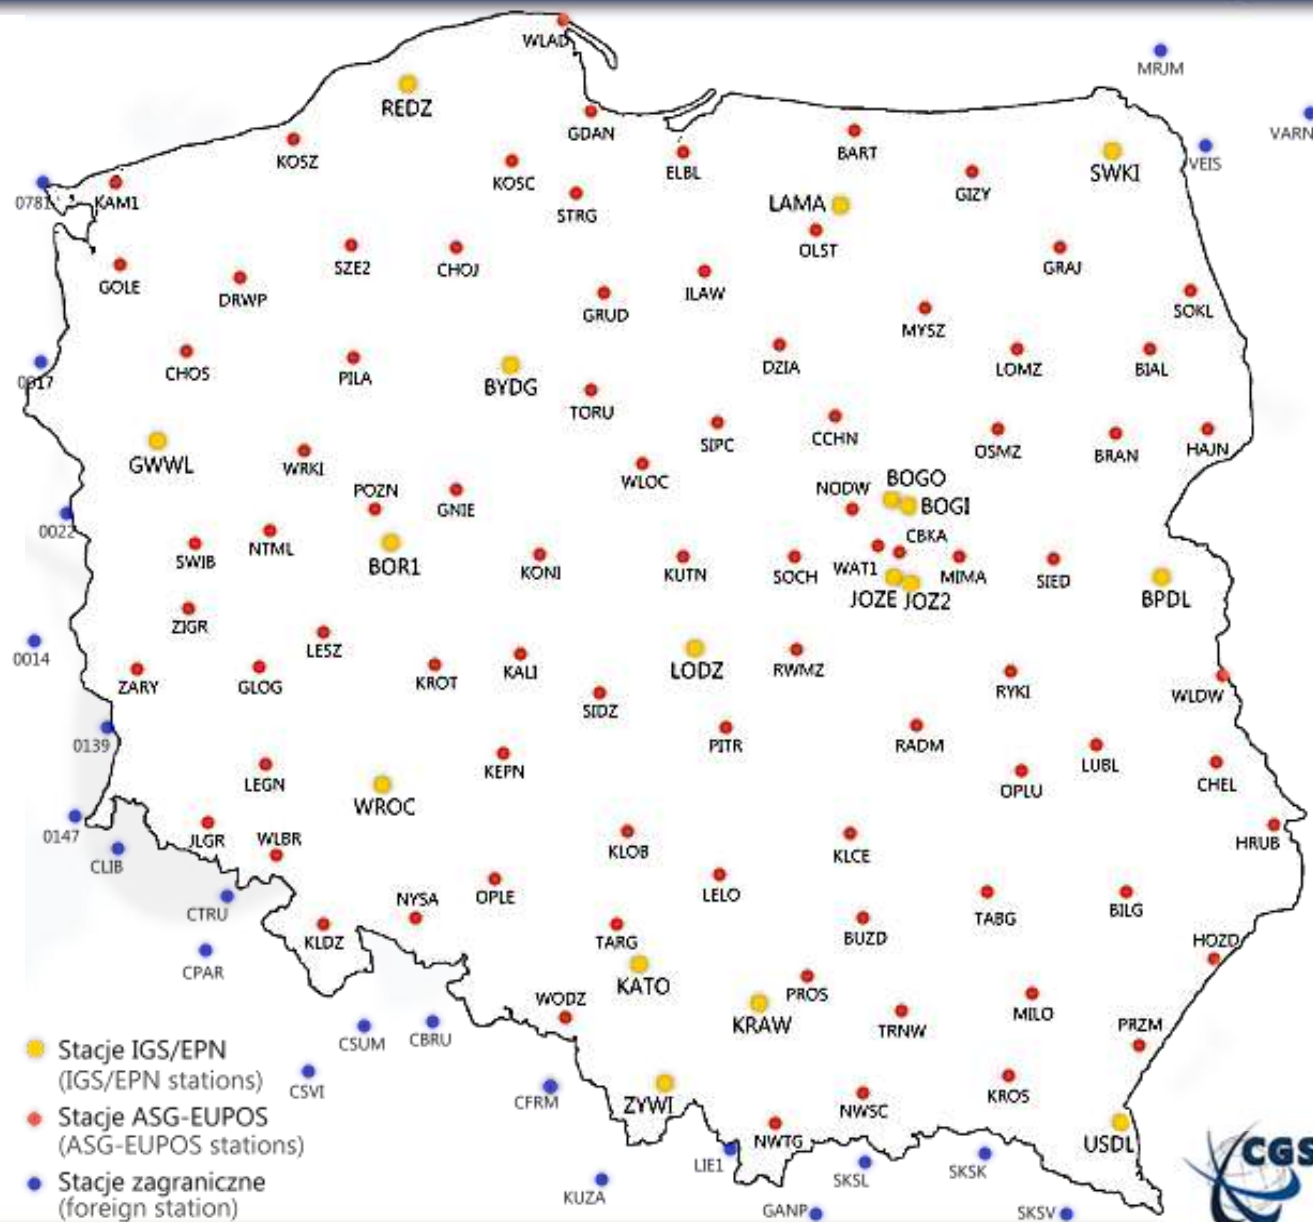 WLAD
MRJM
REDZ
GDAN
VARN
KOSZ
BART
KOSC
ELBL
VEIS
SWKI
GIZY
0781
KAM1
LAMA
STRG
OLST
SZE2
CHOJ
GRAJ
GOLE
DRWP
ILAW
SOKL
GRUD
MYSZ
CHOS
PILA
DZIA
LOMZ
BIAL
0017
BYDG
TORU
CCHN
SIPC
OSMZ
BRAN
HAJN
GWWL
WRKI
WLOC
BOGO
POZN
NODW
GNIE
BOGI
0022
CBKA
NTML
SWIB
BOR1
KONI
KUTN
SOCH
WAT1
MIMA
SIED
JOZE
JOZ2
BPDL
ZIGR
LESZ
0014
ZARY
GLOG
KROT
KALI
LODZ
RWMZ
RYKI
WLDW
SIDZ
0139
PITR
RADM
LUBL
KEPN
LEGN
WROC
OPLU
CHEL
0147
JLGR
WLBR
KLOB
KLCE
HRUB
CLIB
NYSA
OPLE
LELO
CTRU
TABG
BILG
KLDZ
TARG
BUZD
HOZD
CPAR
KATO
PROS
WODZ
KRAW
TRNW
MILO
PRZM
CSUM
CBRU
Stacje IGS/EPN
(IGS/EPN stations)
CSVI
CFRM
ZYWI
NWSC
KROS
Stacje ASG-EUPOS
(ASG-EUPOS stations)
NWTG
USDL
LIE1
SKSL
SKSK
CGS
Stacje zagraniczne
(foreign station)
KUZA
GANP
SKSV